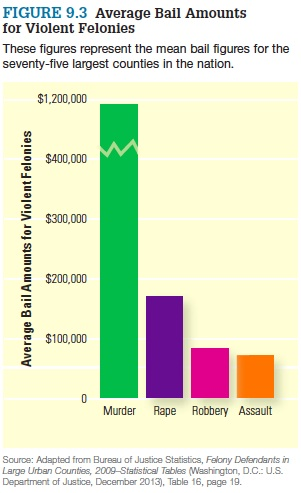 FIGURE 9.3 Average Bail Amounts
for Violent Felonies
These figures represent the mean bail figures for the
seventy-five largest counties in the nation.
Average Bail Amounts for Violent Felonies
$1,200,000
$400,000
$300,000
$200,000
$100,000
0
Murder Rape Robbery Assault
Source: Adapted from Bureau of Justice Statistics, Felony Defendants in
Large Urban Counties, 2009–Statistical Tables (Washington, D.C.: U.S.
Department of Justice, December 2013), Table 16, page 19.